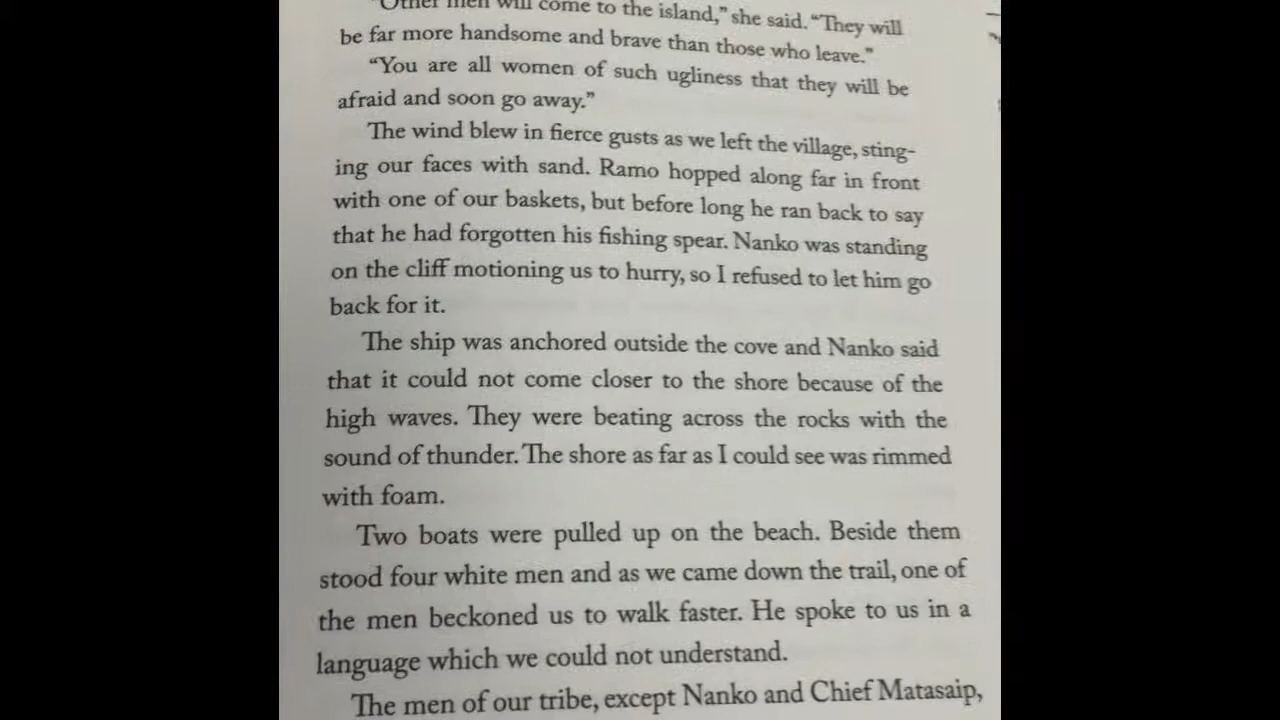 "Other men will come to the island," she said. "They will
be far more handsome and brave than those who leave."
"You are all women of such ugliness that they will be
afraid and soon go away."
The wind blew in fierce gusts as we left the village, sting-
ing our faces with sand. Ramo hopped along far in front
with one of our baskets, but before long he ran back to say
that he had forgotten his fishing spear. Nanko was standing
on the cliff motioning us to hurry, so I refused to let him go
back for it.
The ship was anchored outside the cove and Nanko said
that it could not come closer to the shore because of the
high waves. They were beating across the rocks with the
sound of thunder. The shore as far as I could see was rimmed
with foam.
Two boats were pulled up on the beach. Beside them
stood four white men and as we came down the trail, one of
the men beckoned us to walk faster. He spoke to us in a
language which we could not understand.
The men of our tribe, except Nanko and Chief Matasaip,